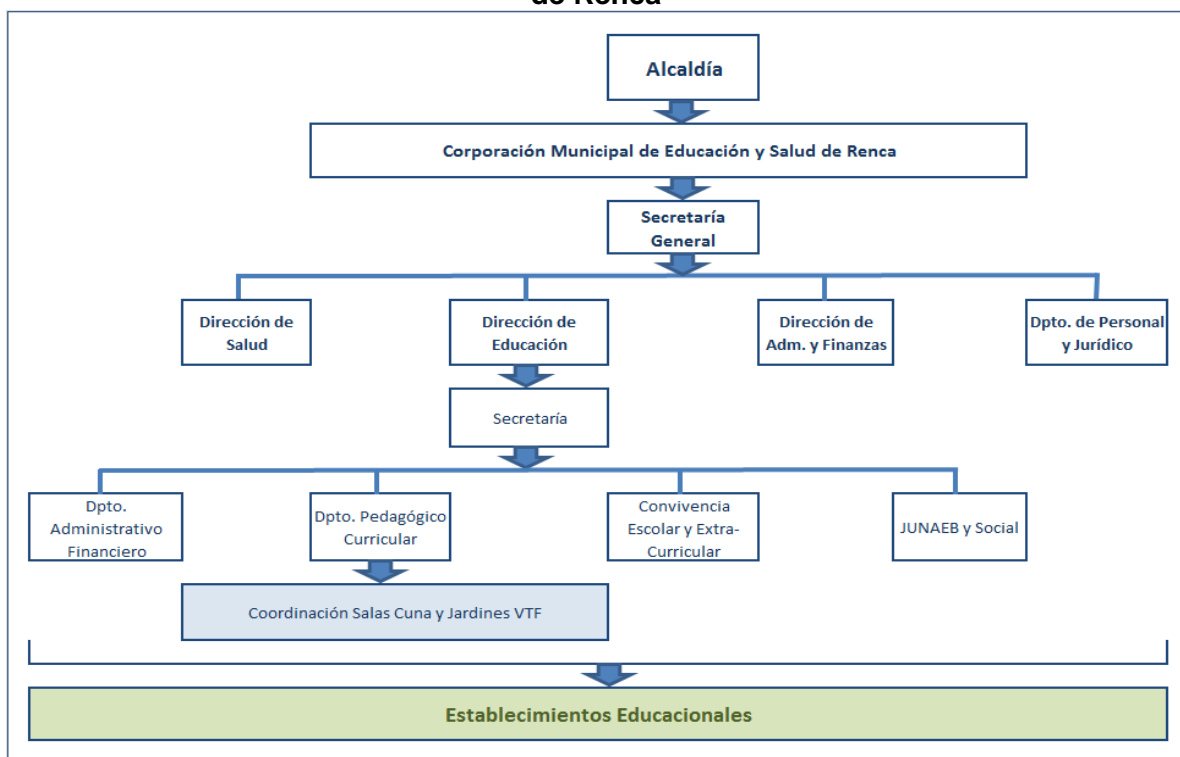 de Renca
Alcaldía
Corporación Municipal de Educación y Salud de Renca
Secretaría
General
Dirección de
Salud
Dirección de
Educación
Dirección de
Adm. y Finanzas
Dpto. de Personal
y Jurídico
Secretaría
Dpto.
Administrativo
Financiero
Dpto. Pedagógico
Curricular
Convivencia
Escolar y Extra-
Curricular
JUNAEB y Social
Coordinación Salas Cuna y Jardines VTF
Establecimientos Educacionales